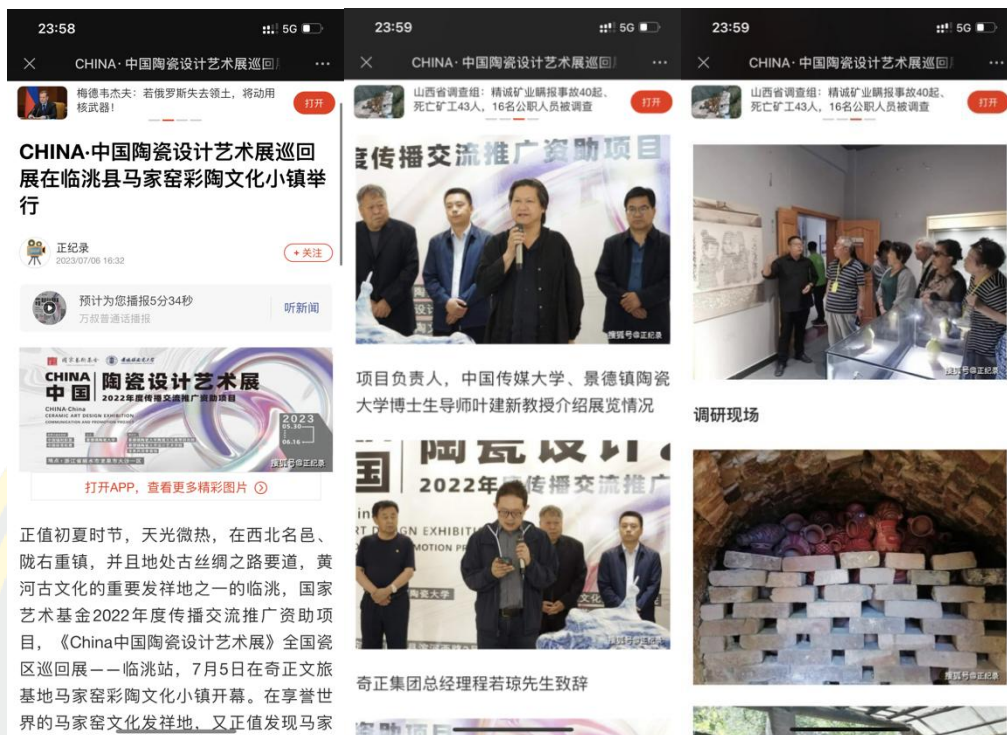 23:58
5G
CHINA·中国陶瓷设计艺术展巡回
梅德韦杰夫：若俄罗斯失去领土，将动用
核武器！
打开
CHINA·中国陶瓷设计艺术展巡回
展在临洮县马家窑彩陶文化小镇举
行
正纪录
2023/07/06 16:32
+关注
预计为您播报5分34秒
万叔普通话播报
听新闻
国家艺术基金
CHINA
中国
陶瓷设计艺术展
2022年度传播交流推广资助项目
CHINA·China
CERAMIC ART DESIGN EXHIBITION
COMMUNICATION AND PROMOTION PROJECT
2023
05.30
06.16
搜狐号@正纪录
打开APP，查看更多精彩图片
正值初夏时节，天光微热，在西北名邑、
陇右重镇，并且地处古丝绸之路要道，黄
河古文化的重要发祥地之一的临洮，国家
艺术基金2022年度传播交流推广资助项
目，《China中国陶瓷设计艺术展》全国瓷
区巡回展——临洮站，7月5日在奇正文旅
基地马家窑彩陶文化小镇开幕。在享誉世
界的马家窑文化发祥地，又正值发现马家
23:59
5G
CHINA·中国陶瓷设计艺术展巡回
山西省调查组：精诚矿业瞒报事故40起、
死亡矿工43人，16名公职人员被调查
打开
度传播交流推广资助项目
搜狐号@正纪录
项目负责人，中国传媒大学、景德镇陶瓷
大学博士生导师叶建新教授介绍展览情况
陶瓷设计
国
2022年
传播交流推广
搜狐号@正纪录
奇正集团总经理程若琼先生致辞
23:59
5G
CHINA·中国陶瓷设计艺术展巡回
山西省调查组：精诚矿业瞒报事故40起、
死亡矿工43人，16名公职人员被调查
打开
搜狐号@正纪录
调研现场
搜狐号@正纪录